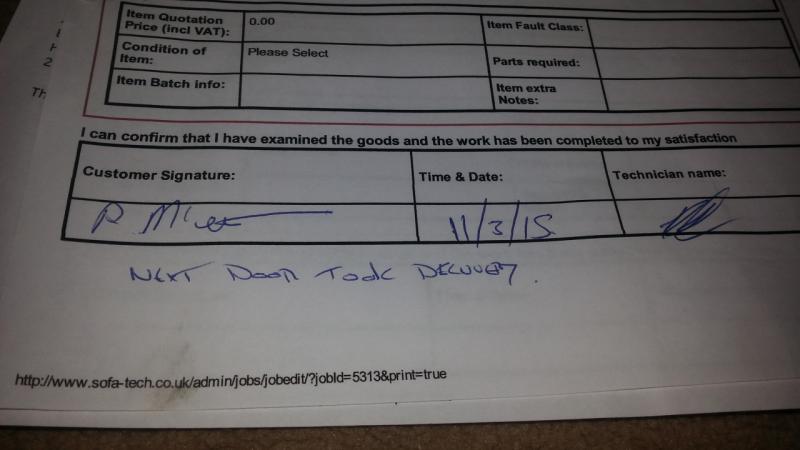 Item Quotation Price (incl VAT): 0.00 Item Fault Class:
Condition of Item: Please Select Parts required:
Item Batch info: Item extra Notes:
Th
I can confirm that I have examined the goods and the work has been completed to my satisfaction
Customer Signature: Time & Date: Technician name:
11/3/15
NEXT DOOR TOOK DELIVERY.
http://www.sofa-tech.co.uk/admin/jobs/jobedit/?jobId=5313&print=true